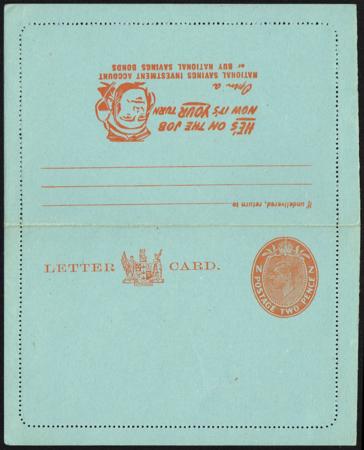 HE'S ON THE JOB
NOW IT'S YOUR TURN
Open a
NATIONAL SAVINGS INVESTMENT ACCOUNT
or BUY NATIONAL SAVINGS BONDS
If undelivered, return to
LETTER CARD.
N POSTAGE TWO PENCE N